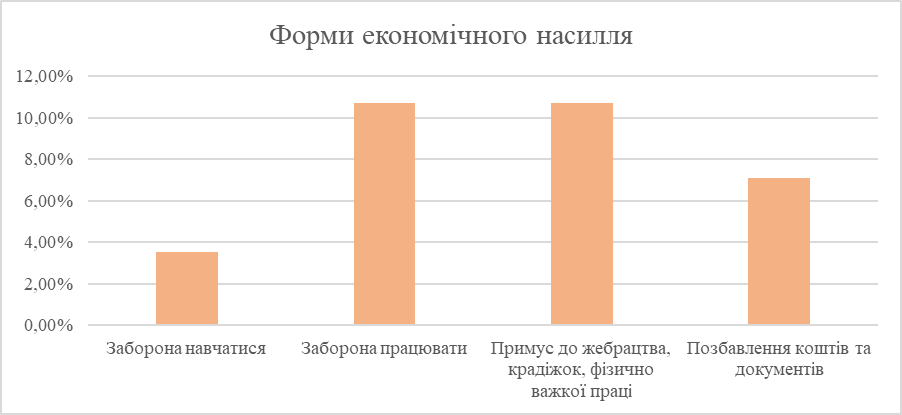 Форми економічного насилля
12,00%
10,00%
8,00%
6,00%
4,00%
2,00%
0,00%
Заборона навчатися
Заборона працювати
Примус до жебрацтва,
крадіжок, фізично
важкої праці
Позбавлення коштів та
документів